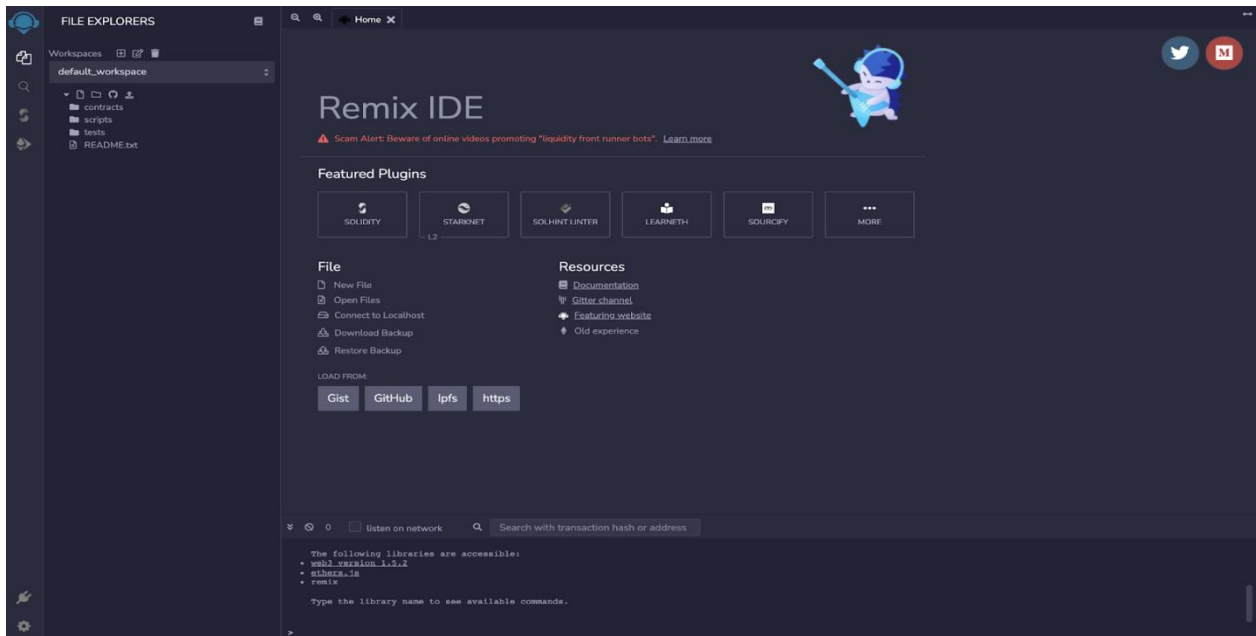 FILE EXPLORERS
Home
Workspaces
default_workspace
contracts
scripts
tests
README.txt
Remix IDE
Scam Alert: Beware of online videos promoting "liquidity front runner bots". Learn more
Featured Plugins
SOLIDITY
STARKNET
L2
SOLHINT LINTER
LEARNETH
SOURCIFY
MORE
File
New File
Open Files
Connect to Localhost
Download Backup
Restore Backup
Resources
Documentation
Gitter channel
Featuring website
Old experience
LOAD FROM:
Gist GitHub Ipfs https
0 listen on network Search with transaction hash or address
The following libraries are accessible:
• web3 version 1.5.2
• ethers.js
• remix
Type the library name to see available commands.
>
M